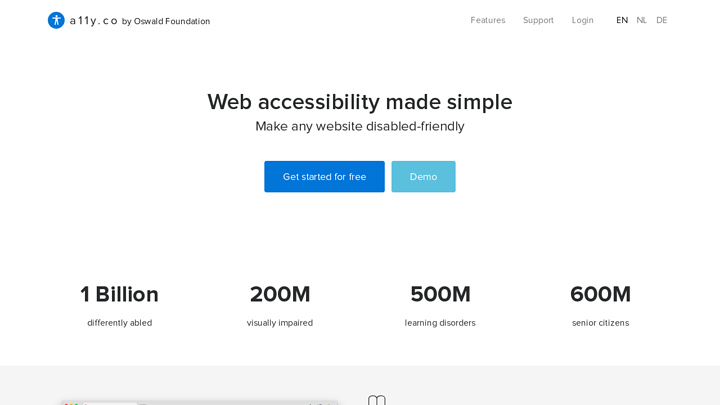 a11y.co by Oswald Foundation
Features Support Login EN NL DE
Web accessibility made simple
Make any website disabled-friendly
Get started for free Demo
1 Billion 200M 500M 600M
differently abled visually impaired learning disorders senior citizens